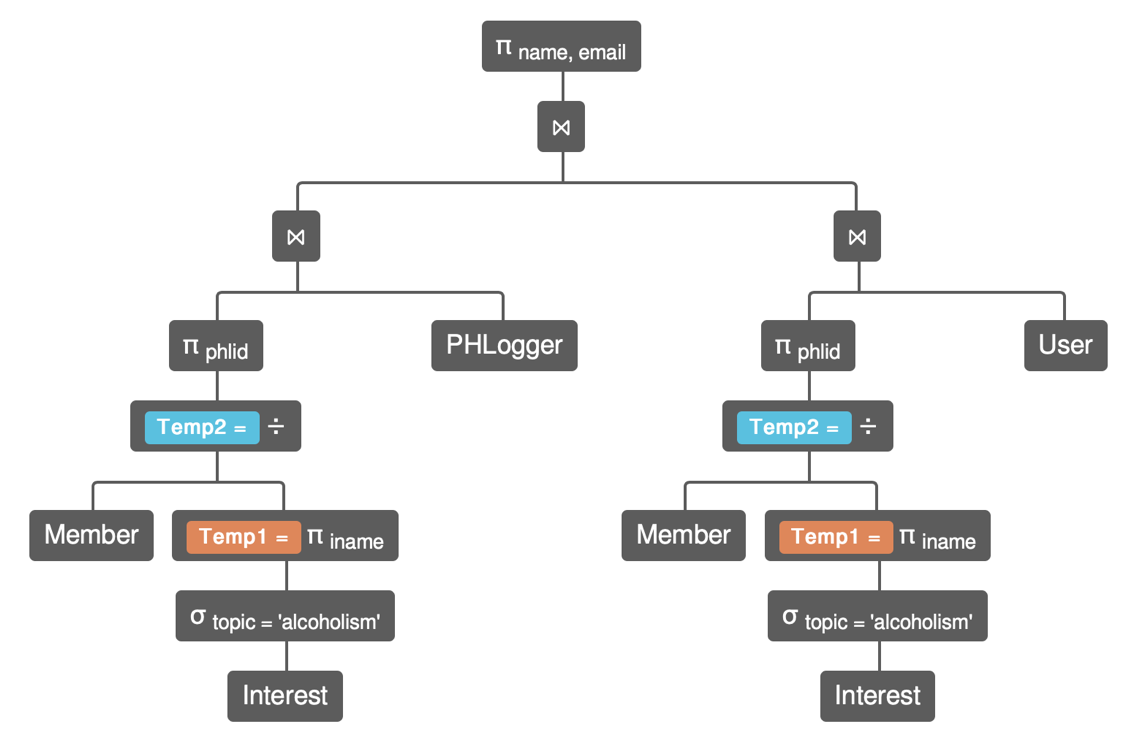 π name, email
⋈
⋈ ⋈
π phlid PHLogger π phlid User
Temp2 = ÷ Temp2 = ÷
Member Temp1 = π iname Member Temp1 = π iname
σ topic = 'alcoholism' σ topic = 'alcoholism'
Interest Interest